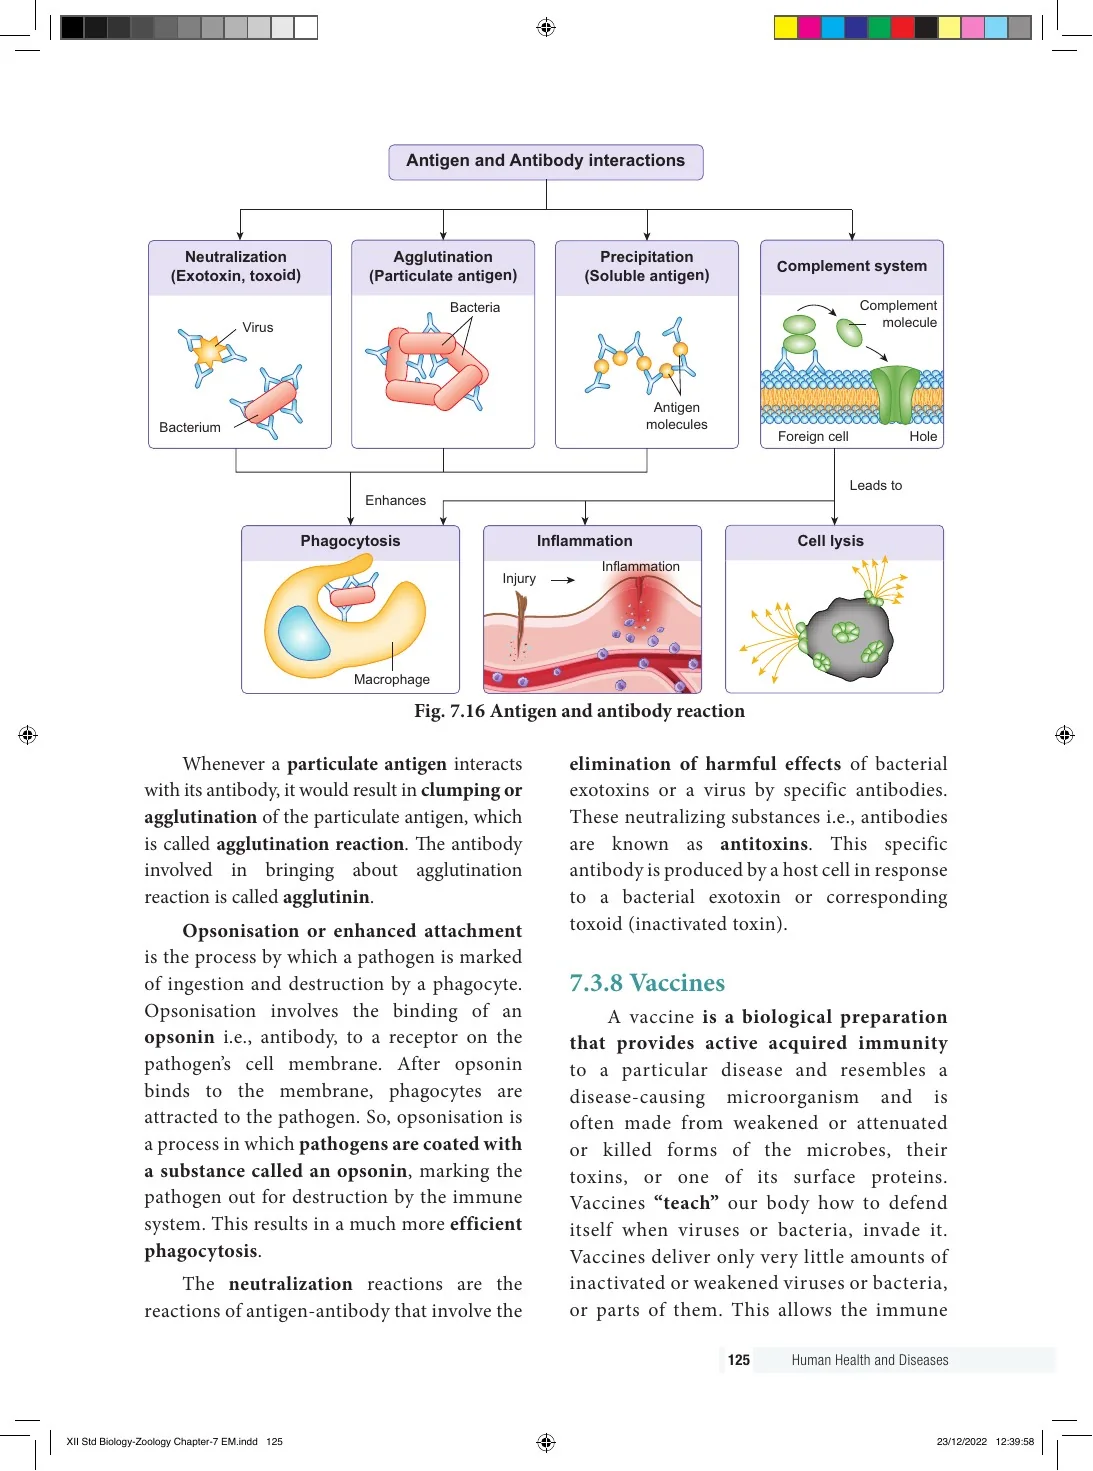 Antigen and Antibody interactions
Neutralization
(Exotoxin, toxoid)
Virus
Bacterium
Agglutination
(Particulate antigen)
Bacteria
Precipitation
(Soluble antigen)
Antigen
molecules
Complement system
Complement
molecule
Foreign cell
Hole
Enhances
Leads to
Phagocytosis
Macrophage
Inflammation
Injury
Inflammation
Cell lysis
Fig. 7.16 Antigen and antibody reaction
Whenever a particulate antigen interacts
with its antibody, it would result in clumping or
agglutination of the particulate antigen, which
is called agglutination reaction. The antibody
involved in bringing about agglutination
reaction is called agglutinin.
Opsonisation or enhanced attachment
is the process by which a pathogen is marked
of ingestion and destruction by a phagocyte.
Opsonisation involves the binding of an
opsonin i.e., antibody, to a receptor on the
pathogen’s cell membrane. After opsonin
binds to the membrane, phagocytes are
attracted to the pathogen. So, opsonisation is
a process in which pathogens are coated with
a substance called an opsonin, marking the
pathogen out for destruction by the immune
system. This results in a much more efficient
phagocytosis.
The neutralization reactions are the
reactions of antigen-antibody that involve the
elimination of harmful effects of bacterial
exotoxins or a virus by specific antibodies.
These neutralizing substances i.e., antibodies
are known as antitoxins. This specific
antibody is produced by a host cell in response
to a bacterial exotoxin or corresponding
toxoid (inactivated toxin).
7.3.8 Vaccines
A vaccine is a biological preparation
that provides active acquired immunity
to a particular disease and resembles a
disease-causing microorganism and is
often made from weakened or attenuated
or killed forms of the microbes, their
toxins, or one of its surface proteins.
Vaccines “teach” our body how to defend
itself when viruses or bacteria, invade it.
Vaccines deliver only very little amounts of
inactivated or weakened viruses or bacteria,
or parts of them. This allows the immune
125 Human Health and Diseases
XII Std Biology-Zoology Chapter-7 EM.indd 125
23/12/2022 12:39:58